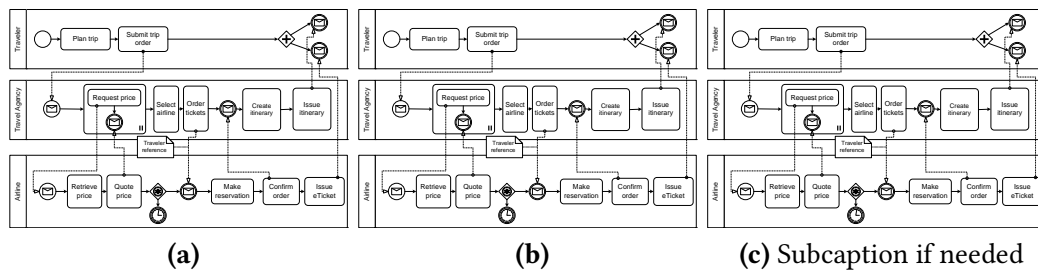 Traveler
Plan trip
Submit trip
order
Travel Agency
Request price
Select
airline
Order
tickets
Create
itinerary
Issue
itinerary
Traveler
reference
Airline
Retrieve
price
Quote
price
Make
reservation
Confirm
order
Issue
eTicket
(a)
Traveler
Plan trip
Submit trip
order
Travel Agency
Request price
Select
airline
Order
tickets
Create
itinerary
Issue
itinerary
Traveler
reference
Airline
Retrieve
price
Quote
price
Make
reservation
Confirm
order
Issue
eTicket
(b)
Traveler
Plan trip
Submit trip
order
Travel Agency
Request price
Select
airline
Order
tickets
Create
itinerary
Issue
itinerary
Traveler
reference
Airline
Retrieve
price
Quote
price
Make
reservation
Confirm
order
Issue
eTicket
(c) Subcaption if needed